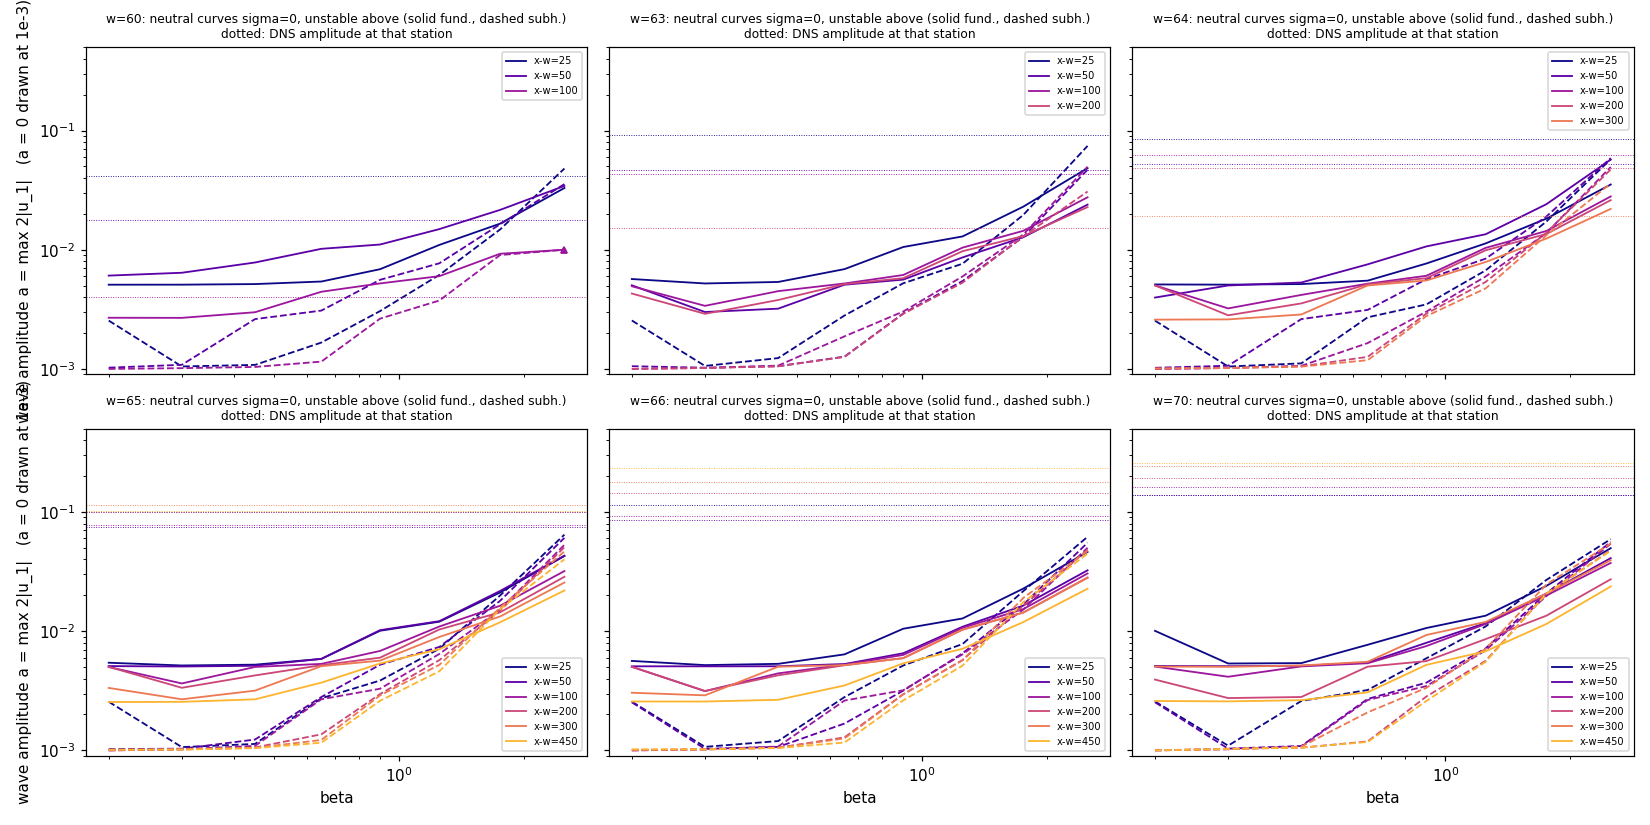 w=60: neutral curves sigma=0, unstable above (solid fund., dashed subh.)
dotted: DNS amplitude at that station
x-w=25
x-w=50
x-w=100
w=63: neutral curves sigma=0, unstable above (solid fund., dashed subh.)
dotted: DNS amplitude at that station
x-w=25
x-w=50
x-w=100
x-w=200
w=64: neutral curves sigma=0, unstable above (solid fund., dashed subh.)
dotted: DNS amplitude at that station
x-w=25
x-w=50
x-w=100
x-w=200
x-w=300
wave amplitude a = max 2|u_1|   (a = 0 drawn at 1e-3)
10⁻¹
10⁻²
10⁻³
w=65: neutral curves sigma=0, unstable above (solid fund., dashed subh.)
dotted: DNS amplitude at that station
x-w=25
x-w=50
x-w=100
x-w=200
x-w=300
x-w=450
w=66: neutral curves sigma=0, unstable above (solid fund., dashed subh.)
dotted: DNS amplitude at that station
x-w=25
x-w=50
x-w=100
x-w=200
x-w=300
x-w=450
w=70: neutral curves sigma=0, unstable above (solid fund., dashed subh.)
dotted: DNS amplitude at that station
x-w=25
x-w=50
x-w=100
x-w=200
x-w=300
x-w=450
wave amplitude a = max 2|u_1|   (a = 0 drawn at 1e-3)
10⁻¹
10⁻²
10⁻³
10⁰
beta
10⁰
beta
10⁰
beta